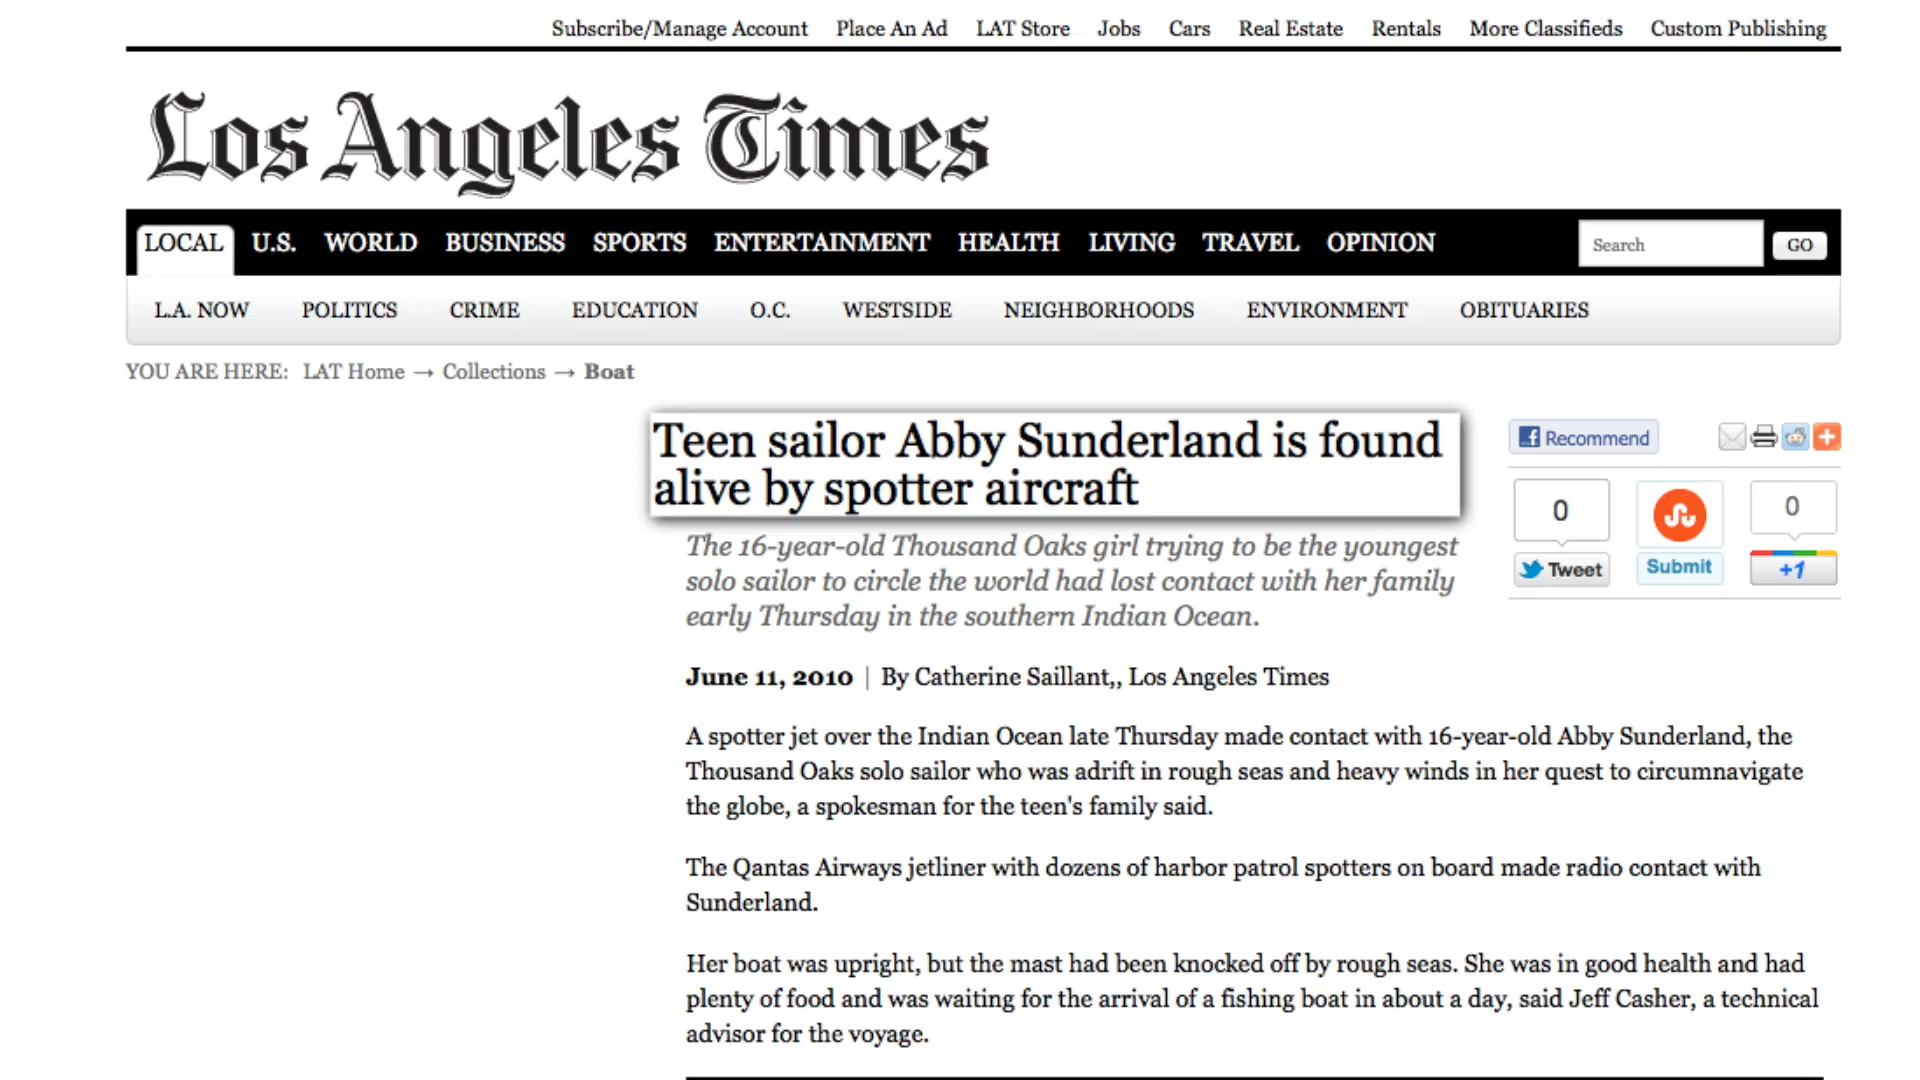 Subscribe/Manage Account Place An Ad LAT Store Jobs Cars Real Estate Rentals More Classifieds Custom Publishing
Los Angeles Times
LOCAL U.S. WORLD BUSINESS SPORTS ENTERTAINMENT HEALTH LIVING TRAVEL OPINION Search GO
L.A. NOW POLITICS CRIME EDUCATION O.C. WESTSIDE NEIGHBORHOODS ENVIRONMENT OBITUARIES
YOU ARE HERE: LAT Home → Collections → Boat
Teen sailor Abby Sunderland is found
alive by spotter aircraft
Recommend
0 0
Tweet Submit +1
The 16-year-old Thousand Oaks girl trying to be the youngest
solo sailor to circle the world had lost contact with her family
early Thursday in the southern Indian Ocean.
June 11, 2010 | By Catherine Saillant,, Los Angeles Times
A spotter jet over the Indian Ocean late Thursday made contact with 16-year-old Abby Sunderland, the
Thousand Oaks solo sailor who was adrift in rough seas and heavy winds in her quest to circumnavigate
the globe, a spokesman for the teen's family said.
The Qantas Airways jetliner with dozens of harbor patrol spotters on board made radio contact with
Sunderland.
Her boat was upright, but the mast had been knocked off by rough seas. She was in good health and had
plenty of food and was waiting for the arrival of a fishing boat in about a day, said Jeff Casher, a technical
advisor for the voyage.